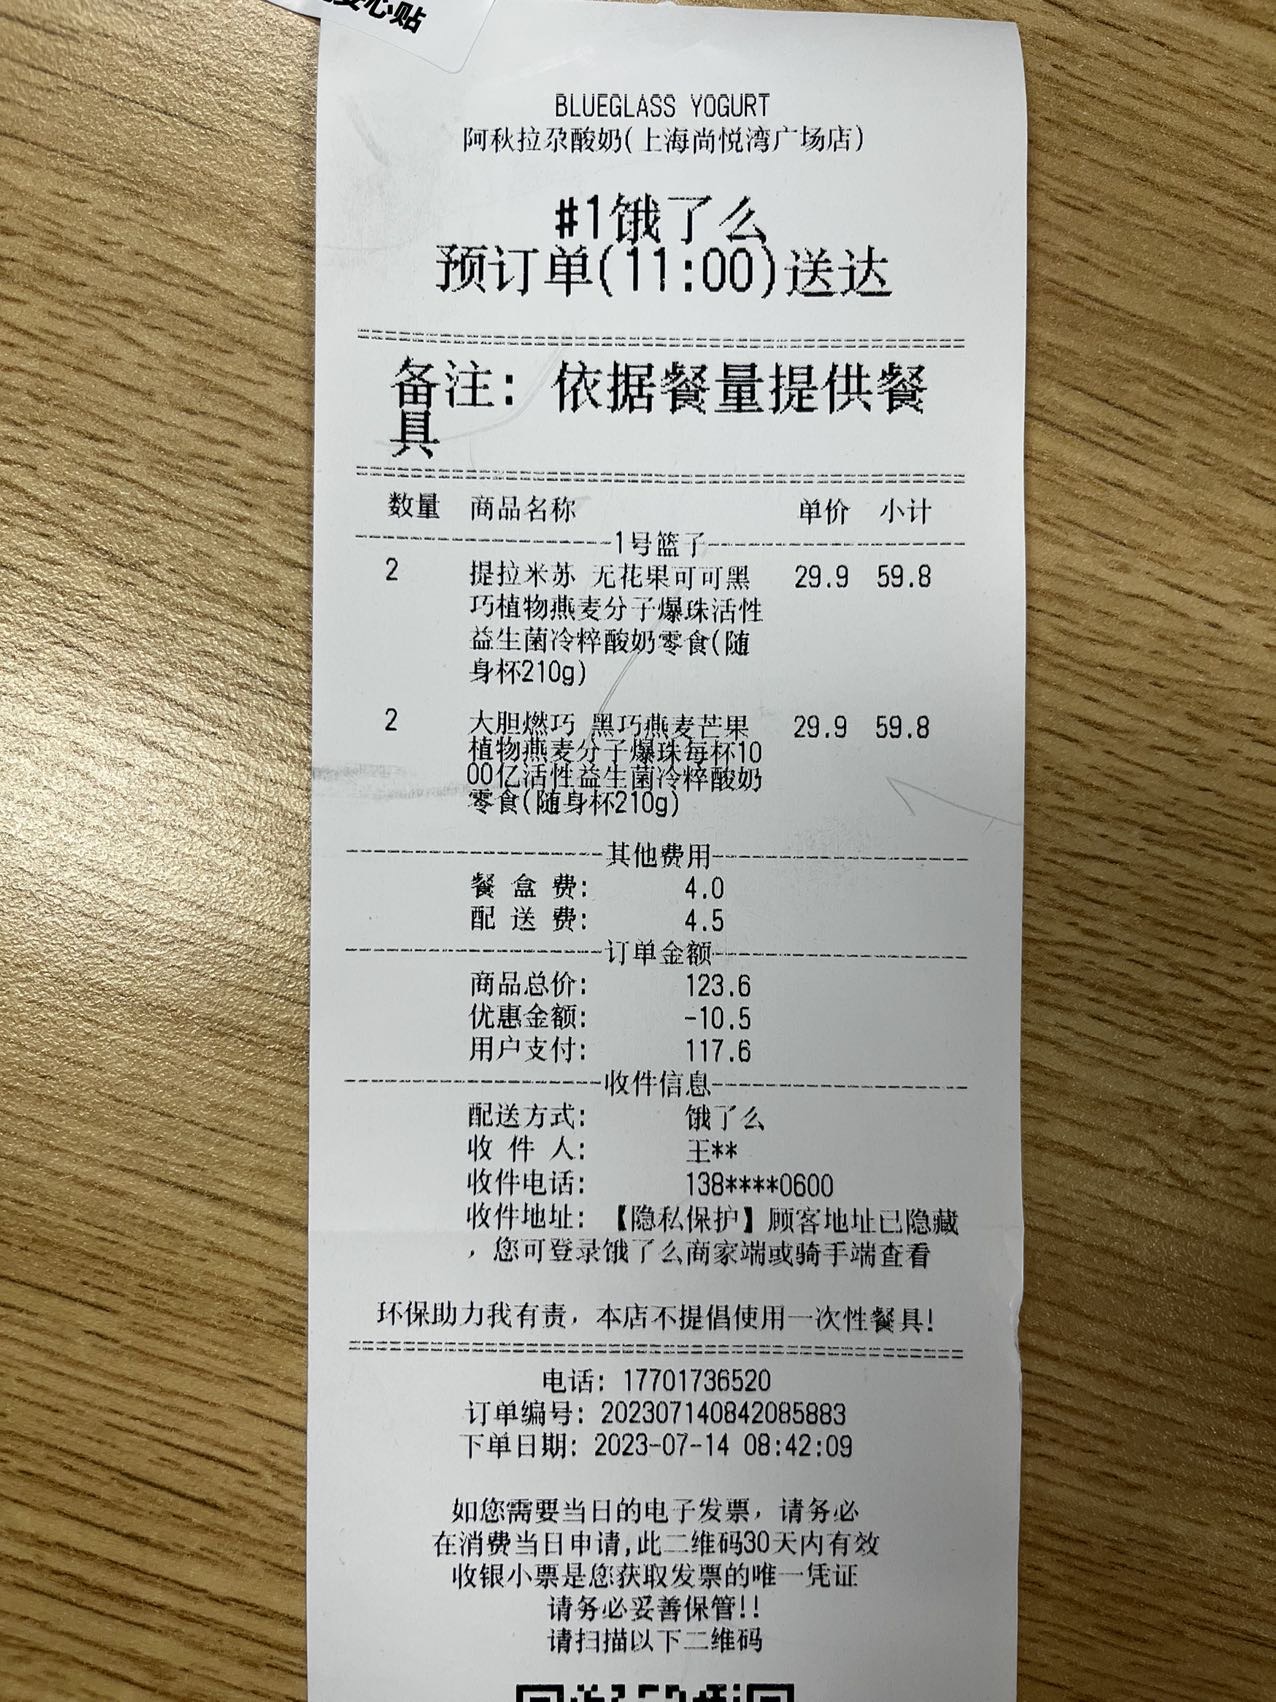 心贴
BLUEGLASS YOGURT
阿秋拉尕酸奶(上海尚悦湾广场店)
#1饿了么
预订单(11:00)送达
备注: 依据餐量提供餐
具
数量 商品名称 单价 小计
1号篮子
2 提拉米苏 无花果可可黑 29.9 59.8
巧植物燕麦分子爆珠活性
益生菌冷粹酸奶零食(随
身杯210g)
2 大胆燃巧 黑巧燕麦芒果 29.9 59.8
植物燕麦分子爆珠每杯10
00亿活性益生菌冷粹酸奶
零食(随身杯210g)
其他费用
餐 盒 费: 4.0
配 送 费: 4.5
订单金额
商品总价: 123.6
优惠金额: -10.5
用户支付: 117.6
收件信息
配送方式: 饿了么
收 件 人: 王**
收件电话: 138****0600
收件地址: 【隐私保护】顾客地址已隐藏
，您可登录饿了么商家端或骑手端查看
环保助力我有责，本店不提倡使用一次性餐具!
电话: 17701736520
订单编号: 202307140842085883
下单日期: 2023-07-14 08:42:09
如您需要当日的电子发票，请务必
在消费当日申请,此二维码30天内有效
收银小票是您获取发票的唯一凭证
请务必妥善保管!!
请扫描以下二维码